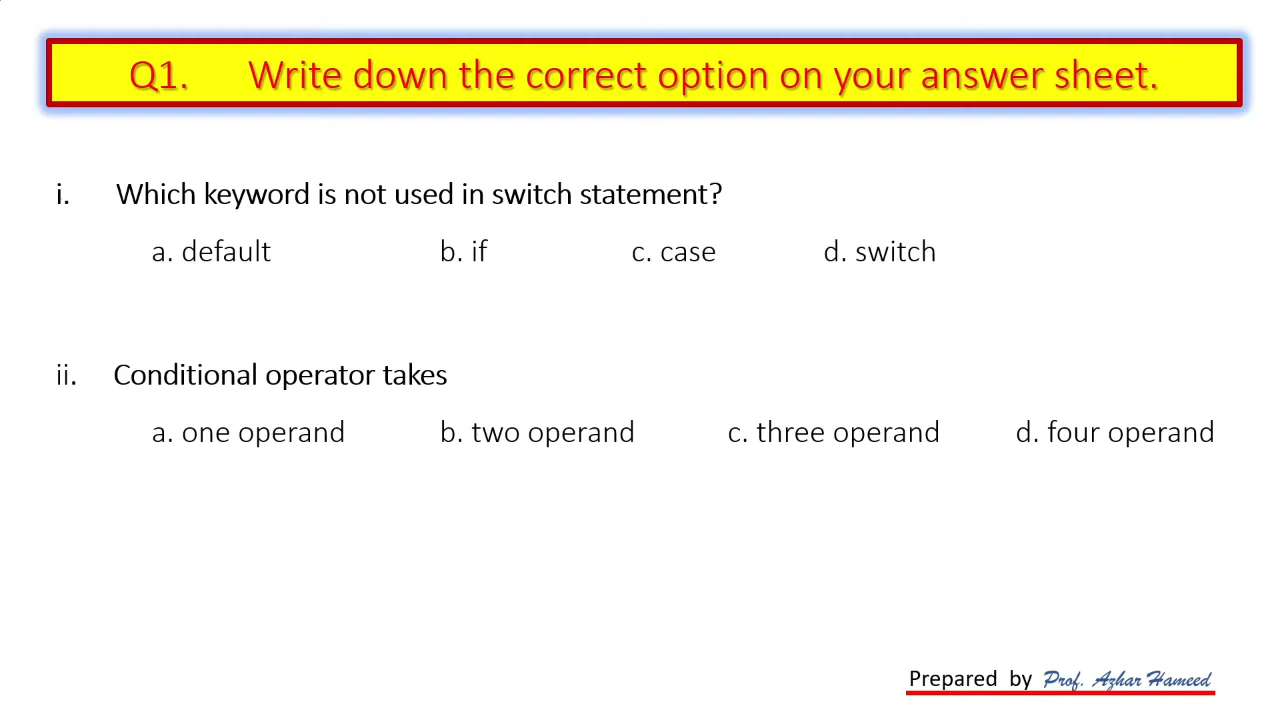 Q1. Write down the correct option on your answer sheet.
i. Which keyword is not used in switch statement?
a. default b. if c. case d. switch
ii. Conditional operator takes
a. one operand b. two operand c. three operand d. four operand
Prepared by Prof. Azhar Hameed